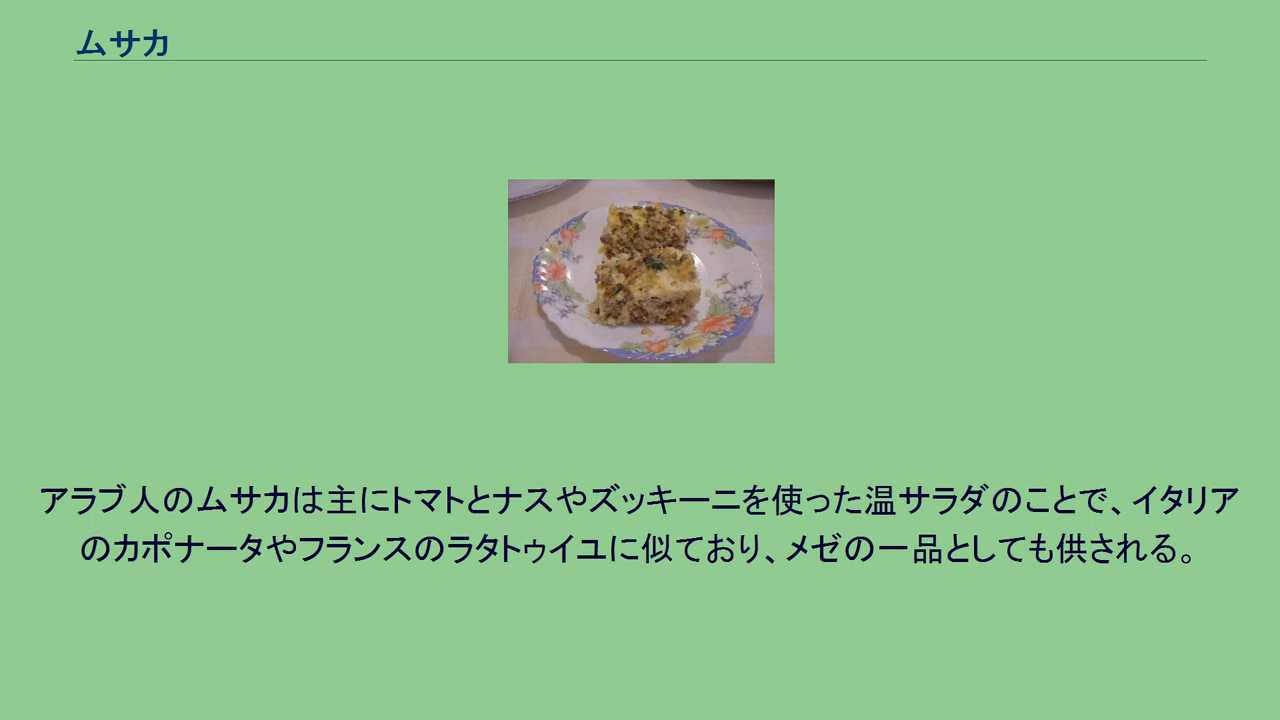 ムサカ
アラブ人のムサカは主にトマトとナスやズッキーニを使った温サラダのことで、イタリア
のカポナータやフランスのラタトゥイユに似ており、メゼの一品としても供される。